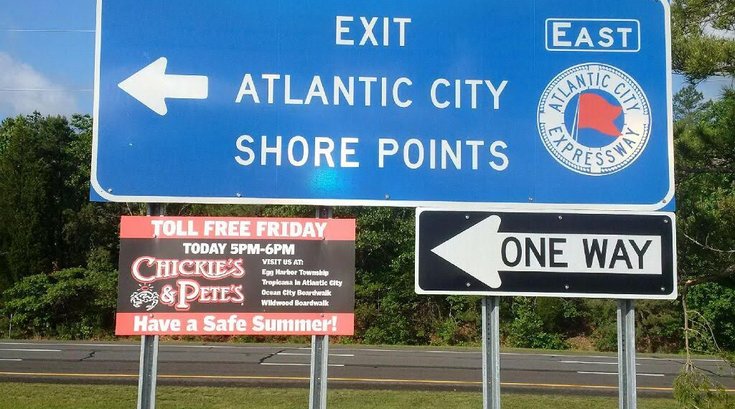 EXIT
EAST
ATLANTIC CITY
SHORE POINTS
ATLANTIC CITY
EXPRESSWAY
TOLL FREE FRIDAY
TODAY 5PM-6PM
CHICKIE'S
& PETE'S
VISIT US AT:
Egg Harbor Township
Tropicana in Atlantic City
Ocean City Boardwalk
Wildwood Boardwalk
Have a Safe Summer!
ONE WAY